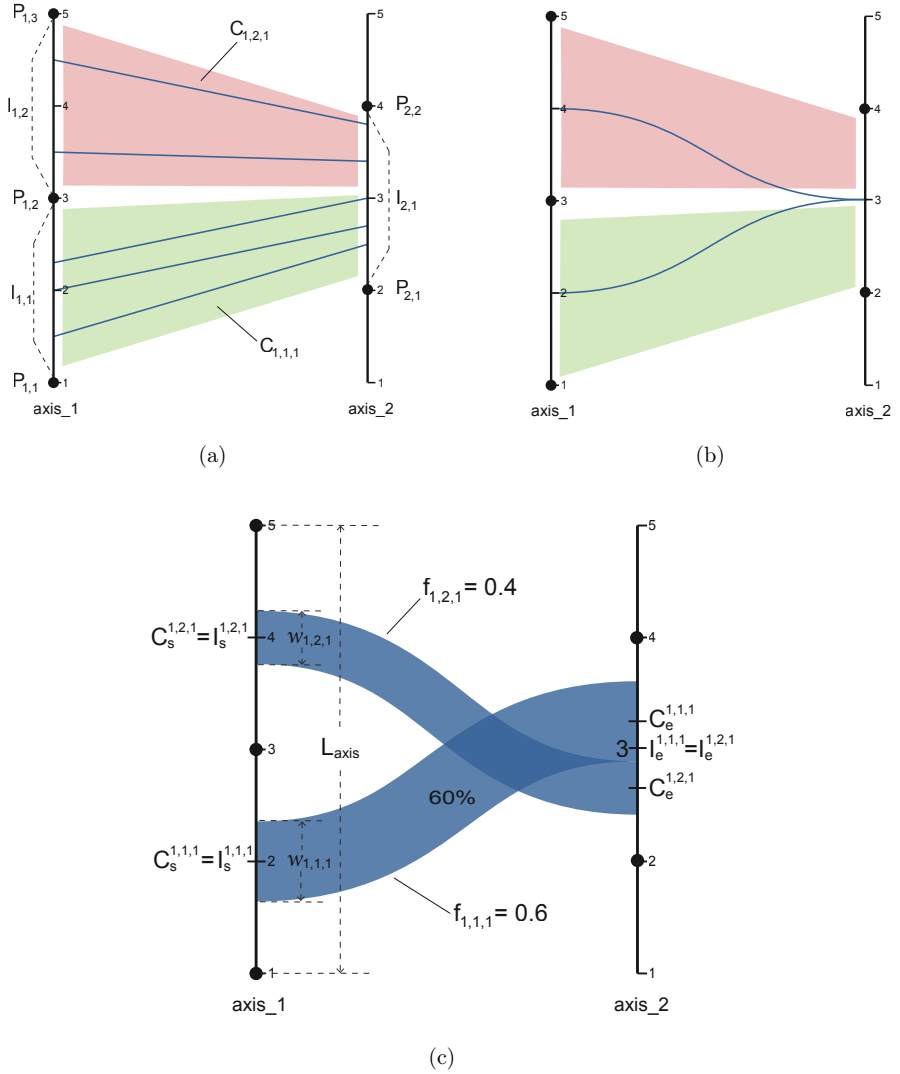 P1,3
5
5
C1,2,1
I1,2
4
4
P2,2
P1,2
3
3
I2,1
I1,1
2
2
P2,1
C1,1,1
P1,1
1
1
axis_1
axis_2
(a)
5
5
4
4
3
3
2
2
1
1
axis_1
axis_2
(b)
5
5
f1,2,1 = 0.4
Cs1,2,1 = Is1,2,1
4
w1,2,1
4
Ce1,1,1
3
Laxis
3
Ie1,1,1 = Ie1,2,1
Ce1,2,1
60%
Cs1,1,1 = Is1,1,1
2
w1,1,1
2
f1,1,1 = 0.6
1
1
axis_1
axis_2
(c)